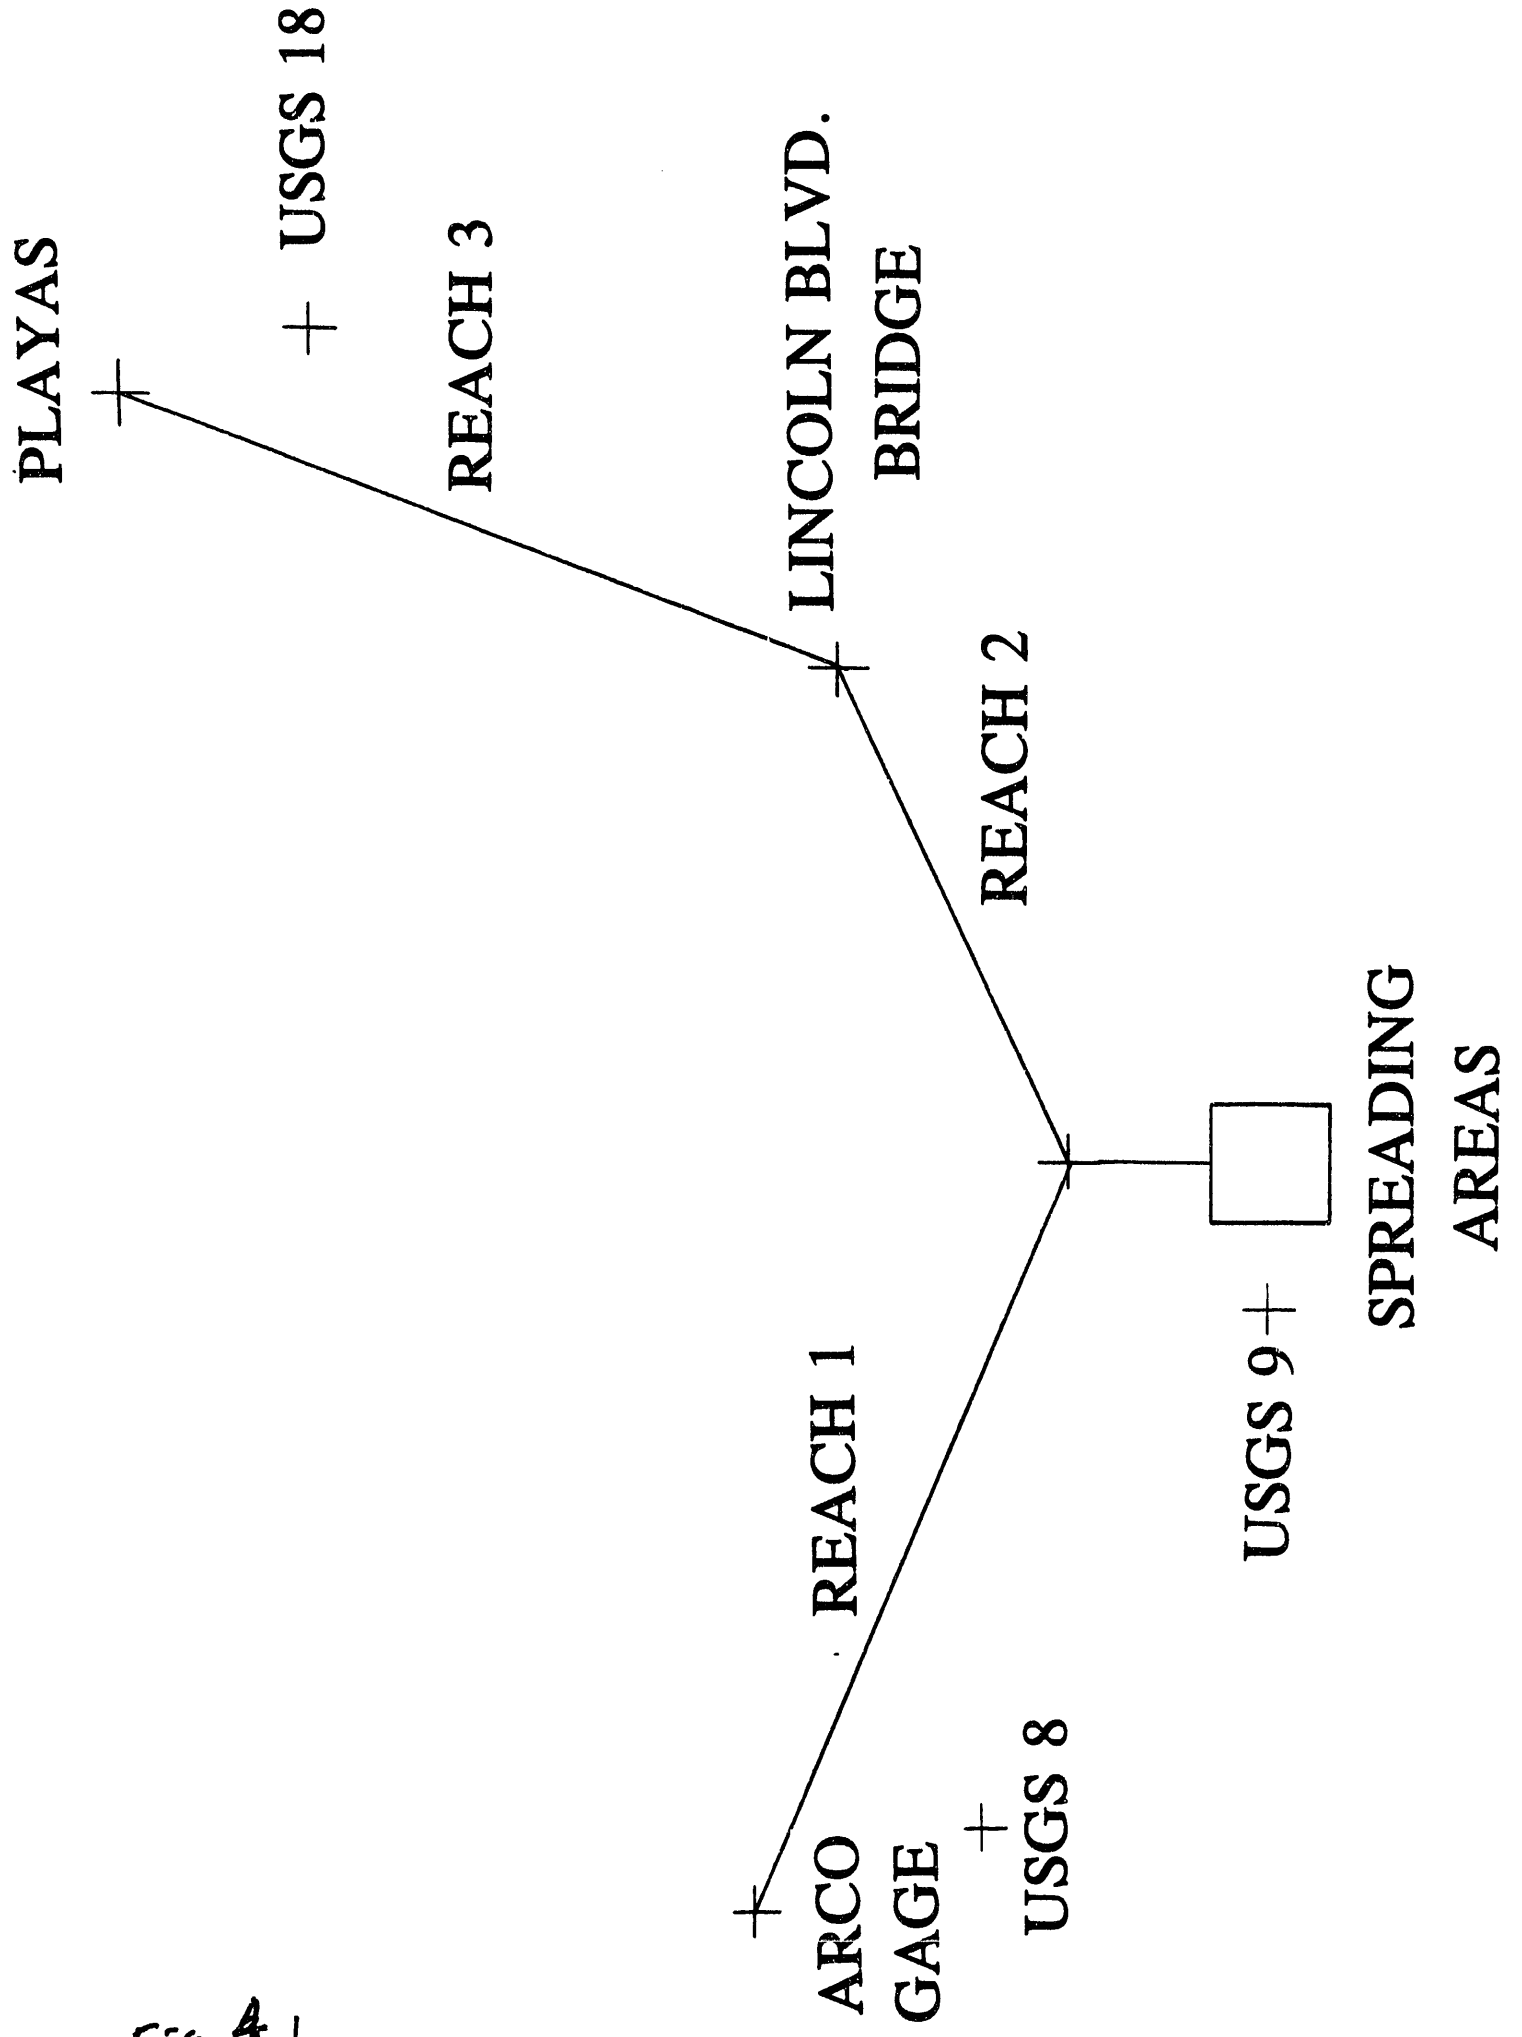 PLAYAS
USGS 18
REACH 3
LINCOLN BLVD.
BRIDGE
REACH 2
SPREADING
AREAS
REACH 1
USGS 9
ARCO
GAGE
USGS 8